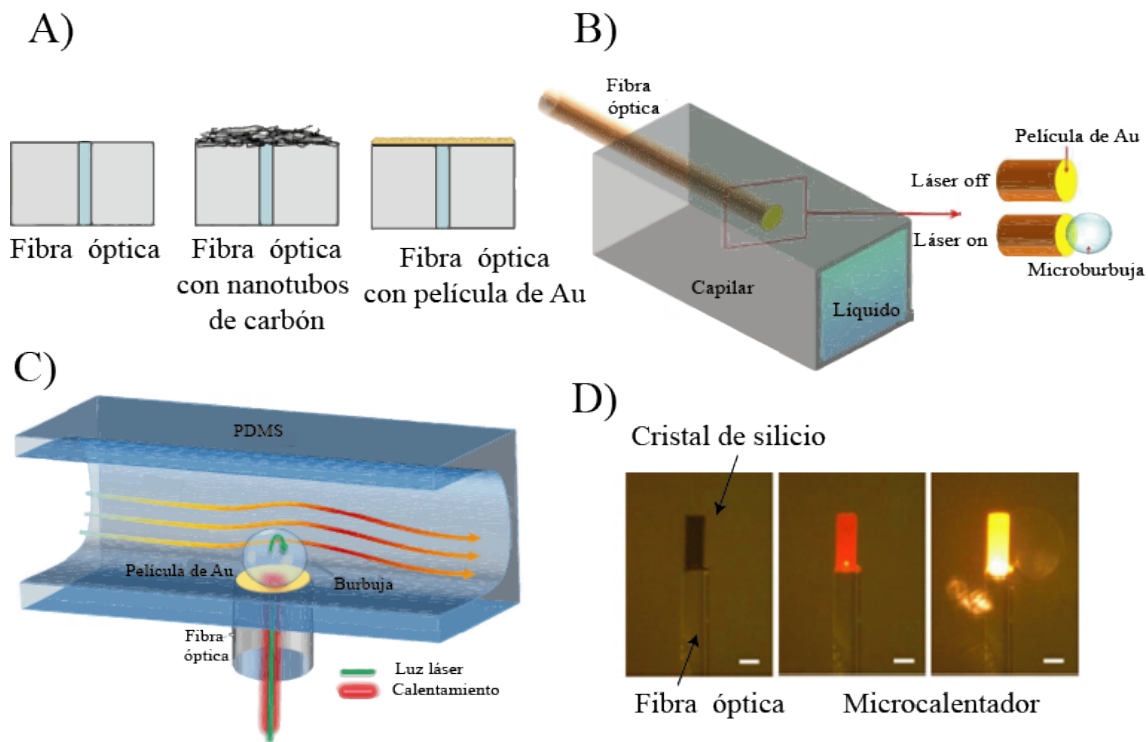 A)
Fibra óptica
Fibra óptica
con nanotubos
de carbón
Fibra óptica
con película de Au
B)
Fibra
óptica
Película de Au
Láser off
Láser on
Microburbuja
Capilar
Líquido
C)
PDMS
Película de Au
Burbuja
Fibra
óptica
Luz láser
Calentamiento
D)
Cristal de silicio
Fibra óptica
Microcalentador